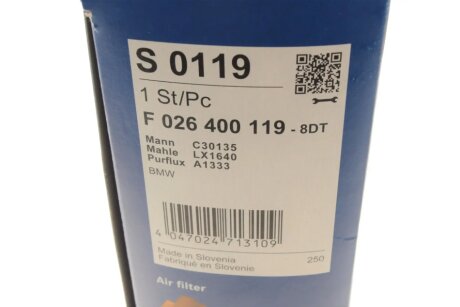 S 0119
1 St/Pc
F 026 400 119 - 8DT
Mann C30135
Mahle LX1640
Purflux A1333
BMW
4 047024 713109
Made in Slovenia
Fabriqué en Slovenie 250
Air filter